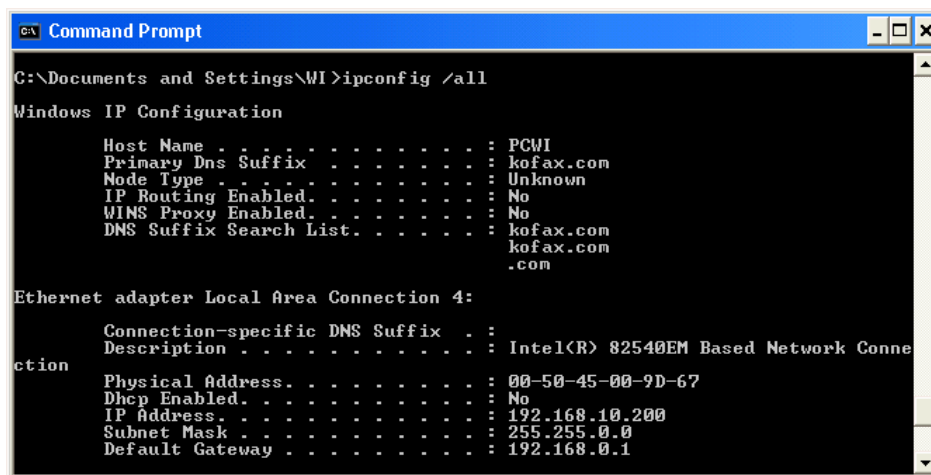 Command Prompt
C:\Documents and Settings\WI>ipconfig /all
Windows IP Configuration
Host Name . . . . . . . . . . . . : PCWI
Primary Dns Suffix  . . . . . . . : kofax.com
Node Type . . . . . . . . . . . . : Unknown
IP Routing Enabled. . . . . . . . : No
WINS Proxy Enabled. . . . . . . . : No
DNS Suffix Search List. . . . . . : kofax.com
kofax.com
.com
Ethernet adapter Local Area Connection 4:
Connection-specific DNS Suffix  . :
Description . . . . . . . . . . . : Intel(R) 82540EM Based Network Conne
ction
Physical Address. . . . . . . . . : 00-50-45-00-9D-67
Dhcp Enabled. . . . . . . . . . . : No
IP Address. . . . . . . . . . . . : 192.168.10.200
Subnet Mask . . . . . . . . . . . : 255.255.0.0
Default Gateway . . . . . . . . . : 192.168.0.1